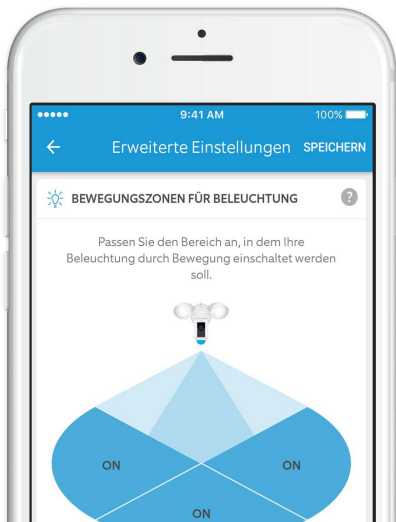 9:41 AM 100%
Erweiterte Einstellungen SPEICHERN
BEWEGUNGSZONEN FÜR BELEUCHTUNG ?
Passen Sie den Bereich an, in dem Ihre
Beleuchtung durch Bewegung einschaltet werden
soll.
ON ON
ON